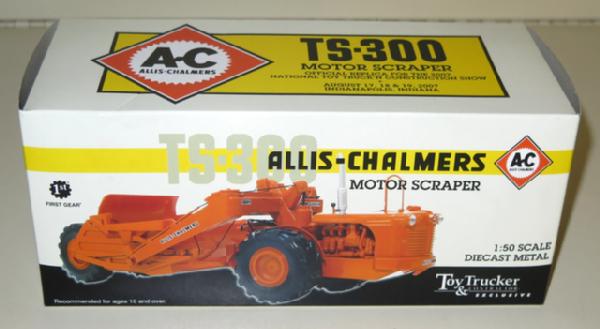 A-C
ALLIS-CHALMERS
TS-300
MOTOR SCRAPER
OFFICIAL REPLICA FOR THE 2007
NATIONAL TOY TRUCK 'N CONSTRUCTION SHOW
AUGUST 17, 18 & 19, 2007
INDIANAPOLIS, INDIANA
TS-300
ALLIS-CHALMERS
MOTOR SCRAPER
A-C
ALLIS-CHALMERS
1st
FIRST GEAR
ALLIS-CHALMERS
1:50 SCALE
DIECAST METAL
Toy Trucker
& CONTRACTOR
EXCLUSIVE
Recommended for ages 14 and over.